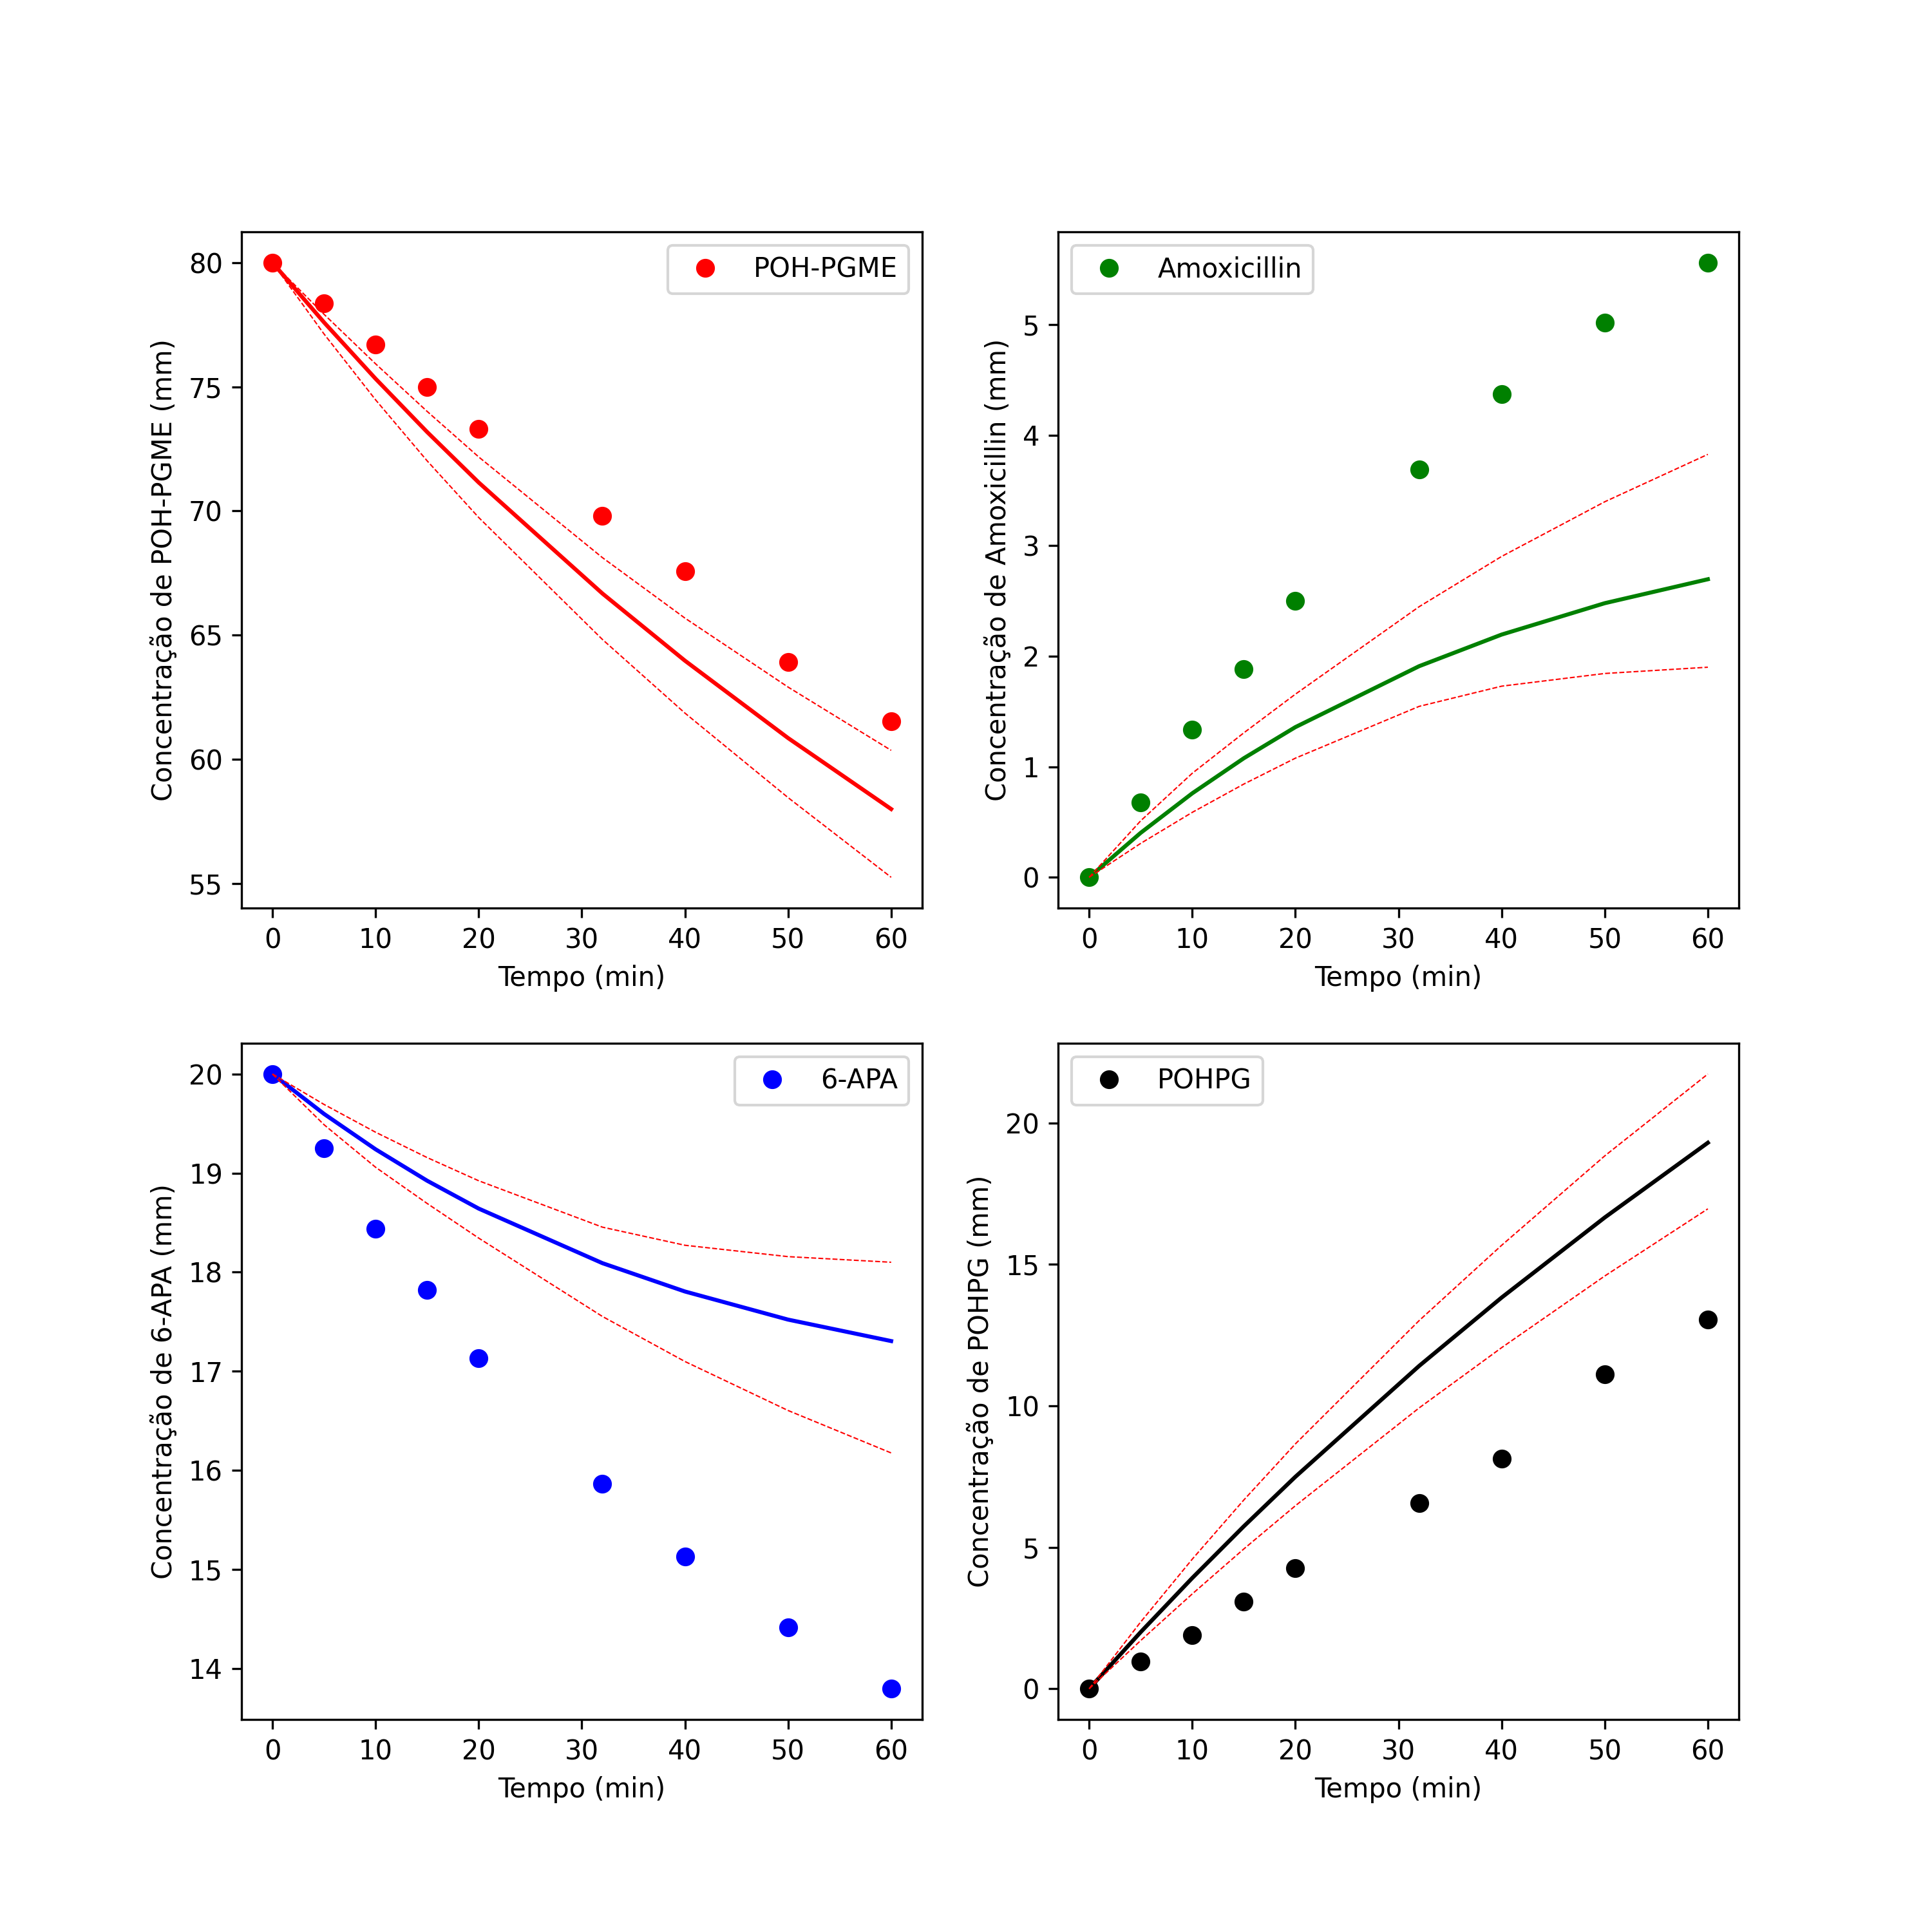 POH-PGME
Concentração de POH-PGME (mm)
80
75
70
65
60
55
0 10 20 30 40 50 60
Tempo (min)
Amoxicillin
Concentração de Amoxicillin (mm)
5
4
3
2
1
0
0 10 20 30 40 50 60
Tempo (min)
6-APA
Concentração de 6-APA (mm)
20
19
18
17
16
15
14
0 10 20 30 40 50 60
Tempo (min)
POHPG
Concentração de POHPG (mm)
20
15
10
5
0
0 10 20 30 40 50 60
Tempo (min)